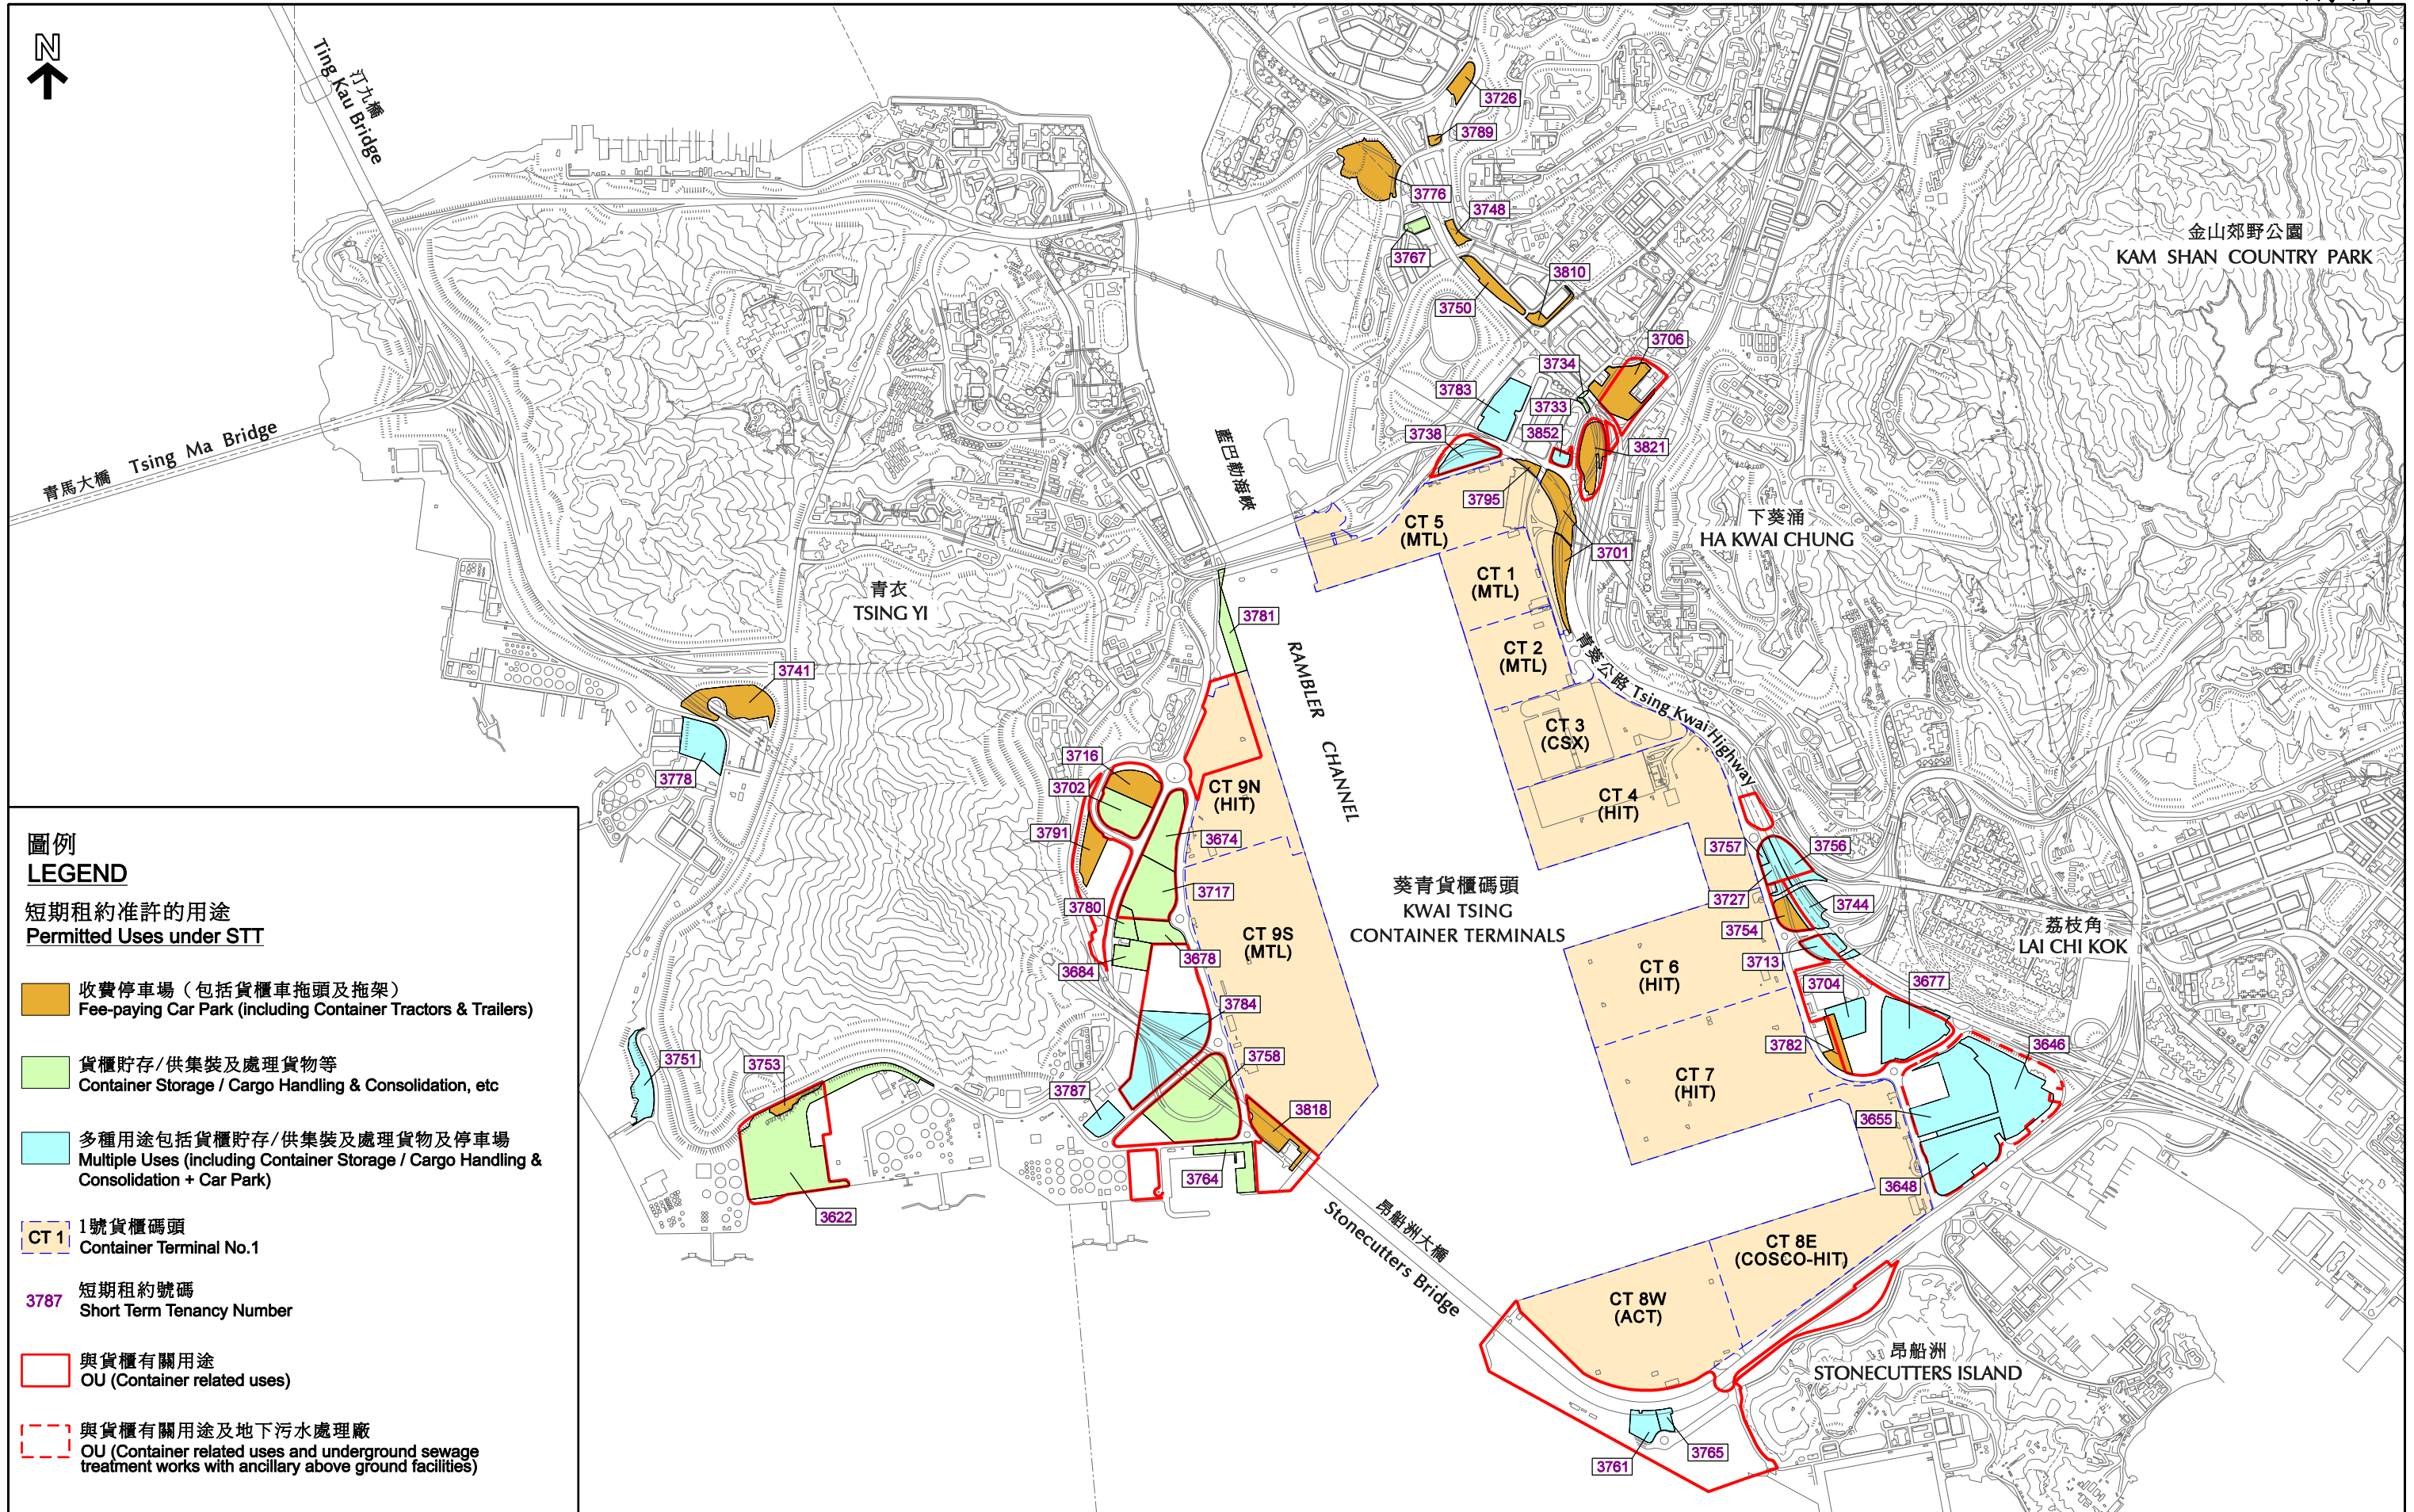 N
汀九橋
Ting Kau Bridge
青馬大橋 Tsing Ma Bridge
藍巴勒海峽
RAMBLER CHANNEL
金山郊野公園
KAM SHAN COUNTRY PARK
下葵涌
HA KWAI CHUNG
青衣
TSING YI
青葵公路 Tsing Kwai Highway
葵青貨櫃碼頭
KWAI TSING
CONTAINER TERMINALS
荔枝角
LAI CHI KOK
昂船洲大橋
Stonecutters Bridge
昂船洲
STONECUTTERS ISLAND
3726
3789
3776
3748
3767
3810
3750
3706
3734
3783
3733
3738
3852
3821
3795
3701
3781
3741
3778
3716
3702
3791
3674
3717
3780
3678
3684
3784
3758
3751
3753
3787
3818
3764
3622
3757
3756
3727
3744
3754
3713
3704
3677
3782
3646
3655
3648
3761
3765
CT 5
(MTL)
CT 1
(MTL)
CT 2
(MTL)
CT 3
(CSX)
CT 4
(HIT)
CT 9N
(HIT)
CT 9S
(MTL)
CT 6
(HIT)
CT 7
(HIT)
CT 8E
(COSCO-HIT)
CT 8W
(ACT)
圖例
LEGEND
短期租約准許的用途
Permitted Uses under STT
收費停車場（包括貨櫃車拖頭及拖架）
Fee-paying Car Park (including Container Tractors & Trailers)
貨櫃貯存/供集裝及處理貨物等
Container Storage / Cargo Handling & Consolidation, etc
多種用途包括貨櫃貯存/供集裝及處理貨物及停車場
Multiple Uses (including Container Storage / Cargo Handling &
Consolidation + Car Park)
CT 1
1號貨櫃碼頭
Container Terminal No.1
3787
短期租約號碼
Short Term Tenancy Number
與貨櫃有關用途
OU (Container related uses)
與貨櫃有關用途及地下污水處理廠
OU (Container related uses and underground sewage
treatment works with ancillary above ground facilities)